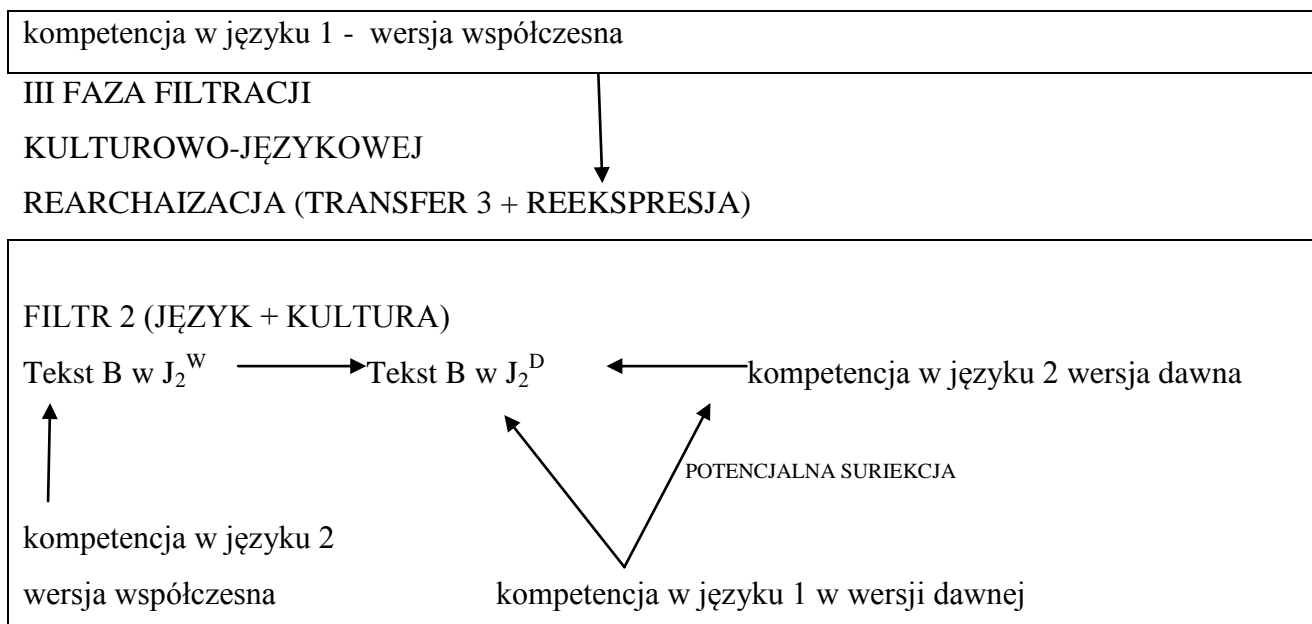 kompetencja w języku 1 - wersja współczesna
III FAZA FILTRACJI
KULTUROWO-JĘZYKOWEJ
REARCHAIZACJA (TRANSFER 3 + REEKSPRESJA)
FILTR 2 (JĘZYK + KULTURA)
Tekst B w J₂ᵂ Tekst B w J₂ᴰ kompetencja w języku 2 wersja dawna
POTENCJALNA SURIEKCJA
kompetencja w języku 2
wersja współczesna kompetencja w języku 1 w wersji dawnej